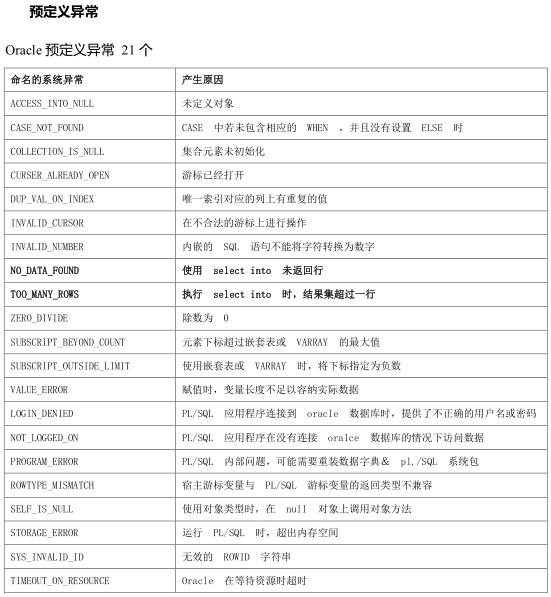 预定义异常
Oracle 预定义异常 21 个
命名的系统异常 产生原因
ACCESS_INTO_NULL 未定义对象
CASE_NOT_FOUND CASE 中若未包含相应的 WHEN ，并且没有设置 ELSE 时
COLLECTION_IS_NULL 集合元素未初始化
CURSER_ALREADY_OPEN 游标已经打开
DUP_VAL_ON_INDEX 唯一索引对应的列上有重复的值
INVALID_CURSOR 在不合法的游标上进行操作
INVALID_NUMBER 内嵌的 SQL 语句不能将字符转换为数字
NO_DATA_FOUND 使用 select into 未返回行
TOO_MANY_ROWS 执行 select into 时，结果集超过一行
ZERO_DIVIDE 除数为 0
SUBSCRIPT_BEYOND_COUNT 元素下标超过嵌套表或 VARRAY 的最大值
SUBSCRIPT_OUTSIDE_LIMIT 使用嵌套表或 VARRAY 时，将下标指定为负数
VALUE_ERROR 赋值时，变量长度不足以容纳实际数据
LOGIN_DENIED PL/SQL 应用程序连接到 oracle 数据库时，提供了不正确的用户名或密码
NOT_LOGGED_ON PL/SQL 应用程序在没有连接 oralce 数据库的情况下访问数据
PROGRAM_ERROR PL/SQL 内部问题，可能需要重装数据字典＆ pl./SQL 系统包
ROWTYPE_MISMATCH 宿主游标变量与 PL/SQL 游标变量的返回类型不兼容
SELF_IS_NULL 使用对象类型时，在 null 对象上调用对象方法
STORAGE_ERROR 运行 PL/SQL 时，超出内存空间
SYS_INVALID_ID 无效的 ROWID 字符串
TIMEOUT_ON_RESOURCE Oracle 在等待资源时超时